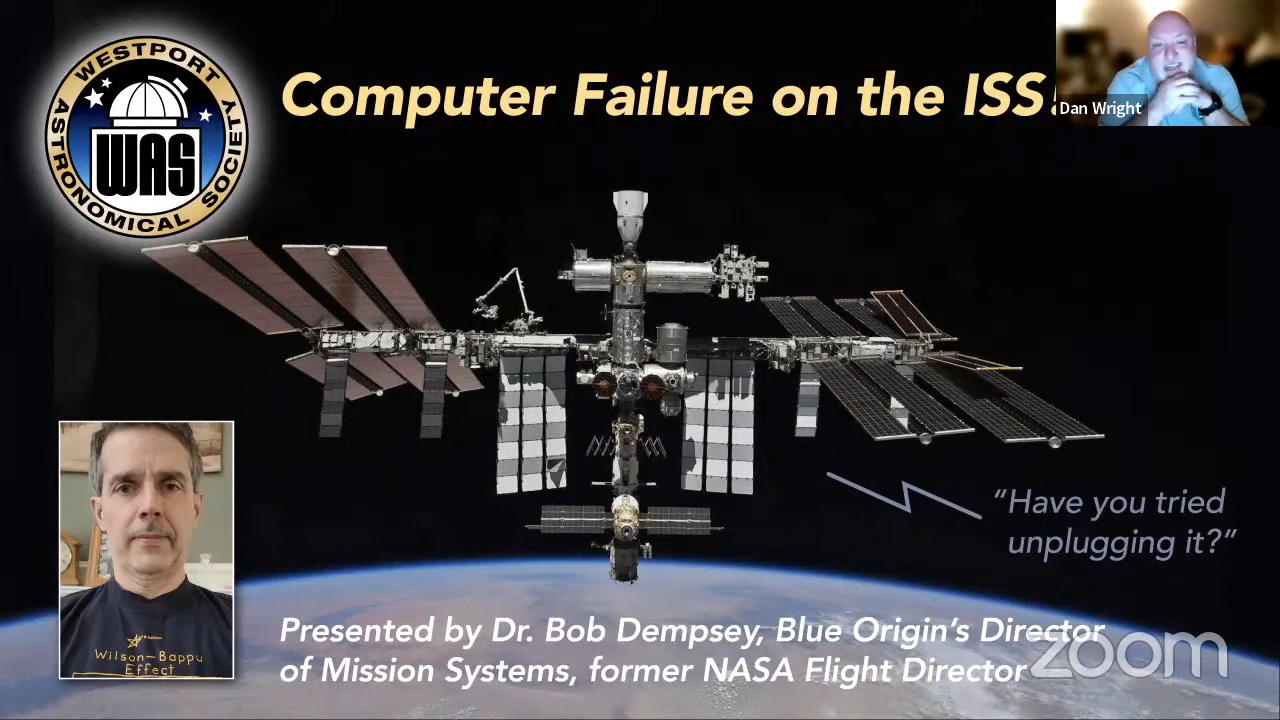 WESTPORT
ASTRONOMICAL SOCIETY
WAS
Computer Failure on the ISS!
Dan Wright
"Have you tried
unplugging it?"
Presented by Dr. Bob Dempsey, Blue Origin's Director
of Mission Systems, former NASA Flight Director
Wilson-Bappu
Effect
zoom